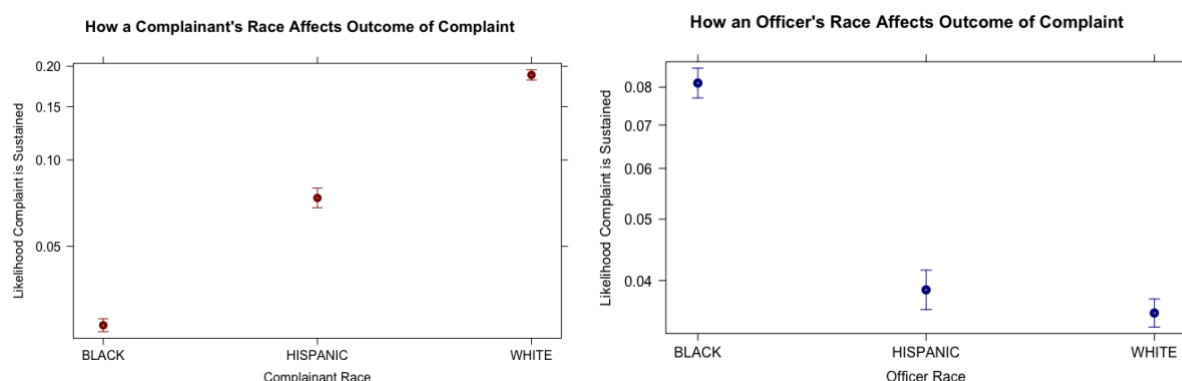 How a Complainant's Race Affects Outcome of Complaint
Likelihood Complaint is Sustained
0.20
0.15
0.10
0.05
BLACK HISPANIC WHITE
Complainant Race
How an Officer's Race Affects Outcome of Complaint
Likelihood Complaint is Sustained
0.08
0.07
0.06
0.05
0.04
BLACK HISPANIC WHITE
Officer Race